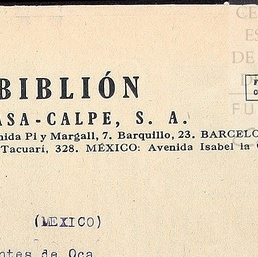 BIBLIÓN
ASA-CALPE, S. A.
nida Pi y Margall, 7. Barquillo, 23. BARCELO
Tacuarí, 328. MÉXICO: Avenida Isabel la
(MEXICO)
ntes de Oca